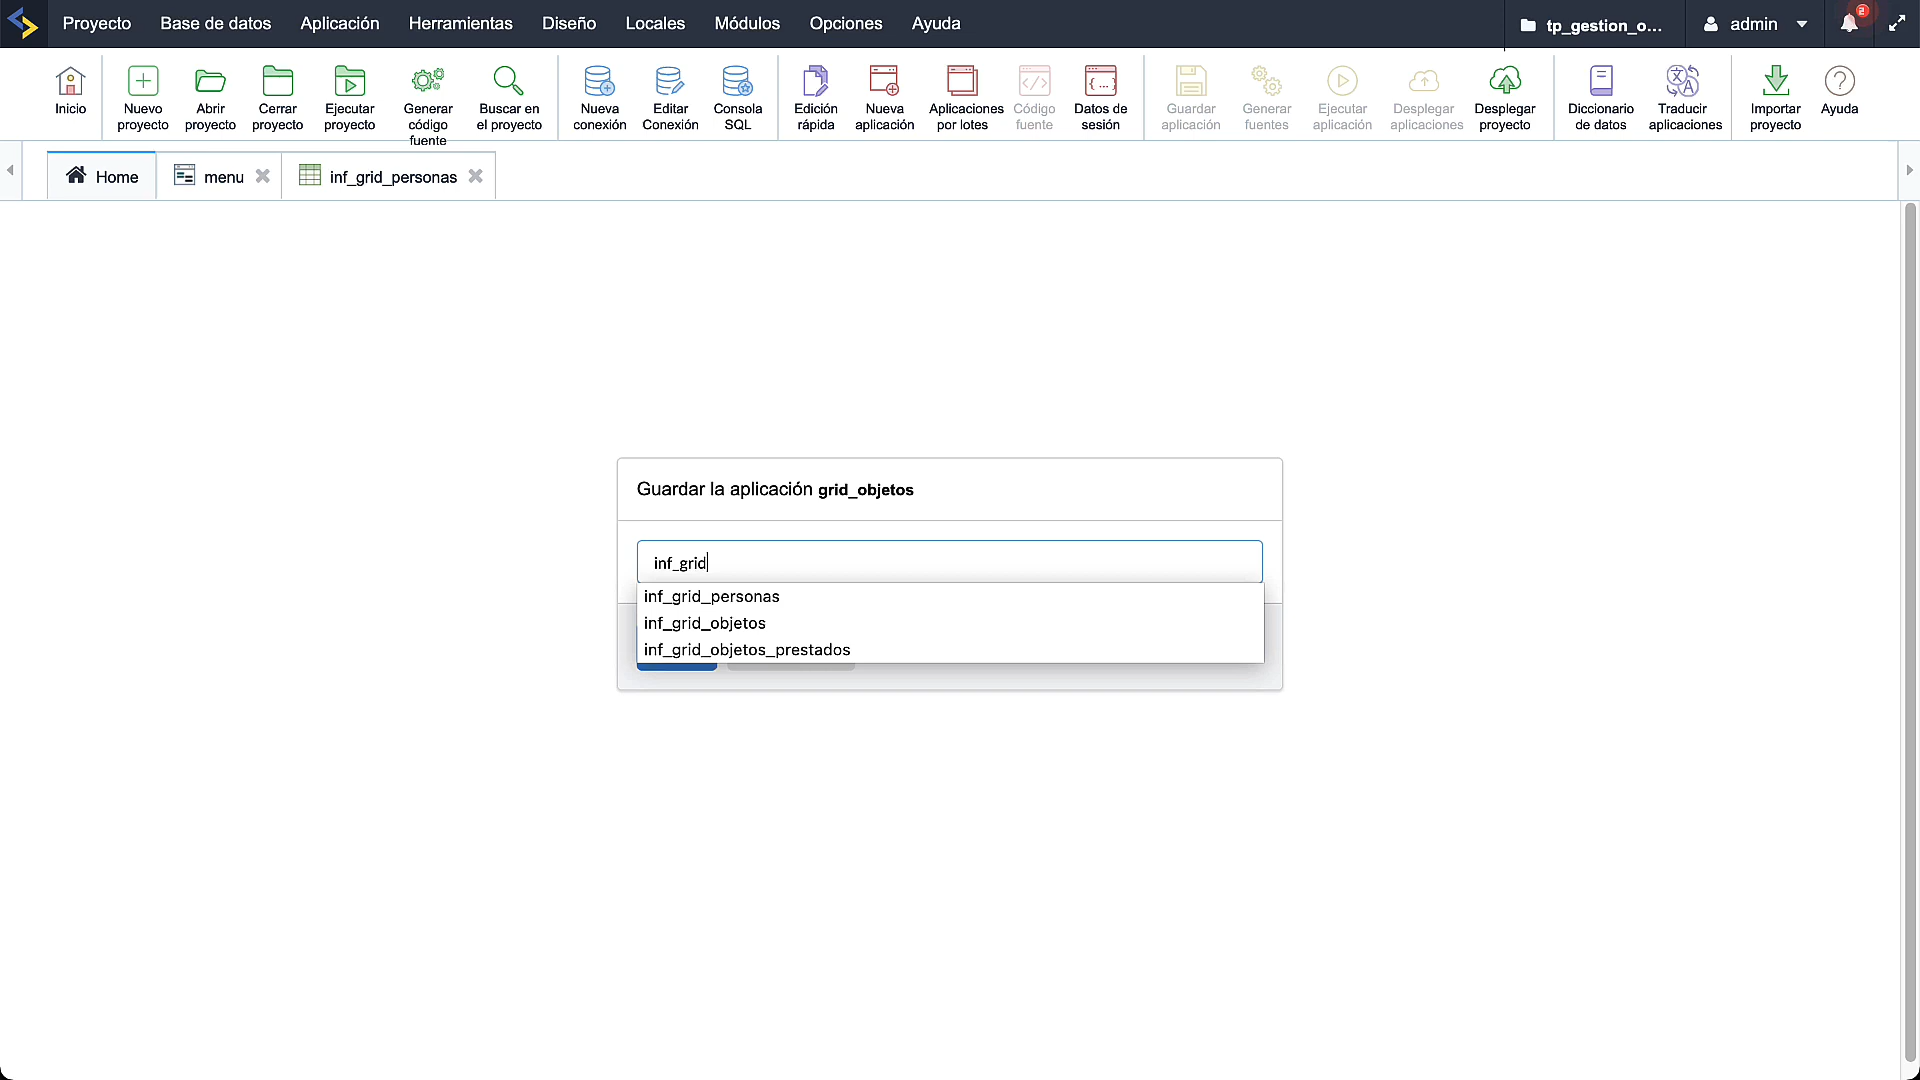 Proyecto Base de datos Aplicación Herramientas Diseño Locales Módulos Opciones Ayuda tp_gestion_o... admin 2
Inicio
Nuevo proyecto
Abrir proyecto
Cerrar proyecto
Ejecutar proyecto
Generar código fuente
Buscar en el proyecto
Nueva conexión
Editar Conexión
Consola SQL
Edición rápida
Nueva aplicación
Aplicaciones por lotes
Código fuente
Datos de sesión
Guardar aplicación
Generar fuentes
Ejecutar aplicación
Desplegar aplicaciones
Desplegar proyecto
Diccionario de datos
Traducir aplicaciones
Importar proyecto
Ayuda
Home menu inf_grid_personas
Guardar la aplicación grid_objetos
inf_grid
inf_grid_personas
inf_grid_objetos
inf_grid_objetos_prestados